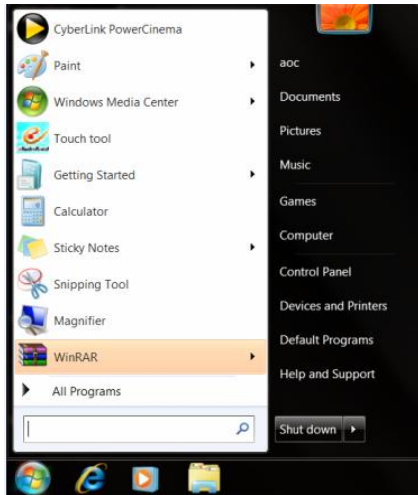 CyberLink PowerCinema
Paint
Windows Media Center
Touch tool
Getting Started
Calculator
Sticky Notes
Snipping Tool
Magnifier
WinRAR
All Programs
aoc
Documents
Pictures
Music
Games
Computer
Control Panel
Devices and Printers
Default Programs
Help and Support
Shut down